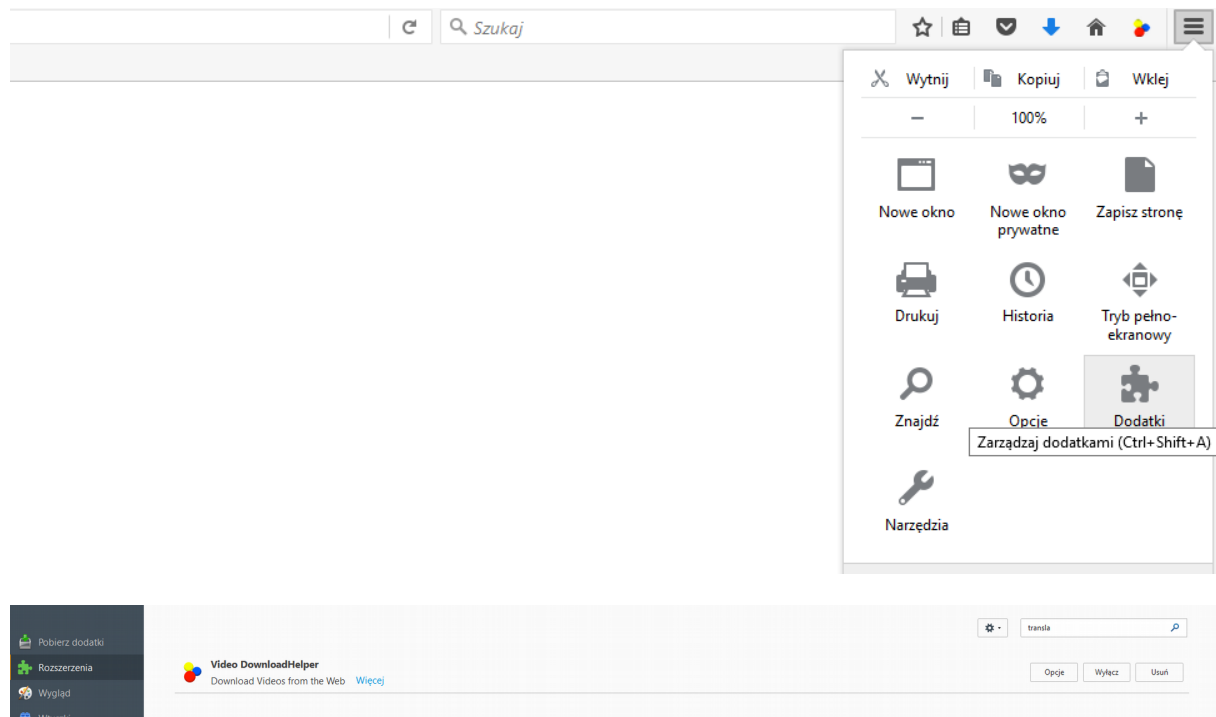 Szukaj
Wytnij Kopiuj Wklej
100%
Nowe okno Nowe okno prywatne Zapisz stronę
Drukuj Historia Tryb pełno-
ekranowy
Znajdź Opcje Dodatki
Zarządzaj dodatkami (Ctrl+Shift+A)
Narzędzia
transla
Pobierz dodatki
Rozszerzenia
Video DownloadHelper
Download Videos from the Web Więcej
Opcje Wyłącz Usuń
Wygląd